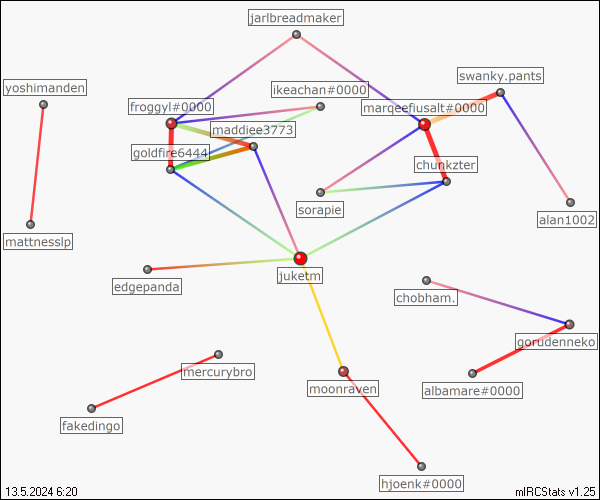 jarlbreadmaker
swanky.pants
yoshimanden
ikeachan#0000
froggyl#0000
marqeefiusalt#0000
maddiee3773
goldfire6444
chunkzter
sorapie
alan1002
mattnesslp
juketm
edgepanda
chobham.
gorudenneko
mercurybro
moonraven
albamare#0000
fakedingo
hjoenk#0000
13.5.2024 6:20
mIRCStats v1.25